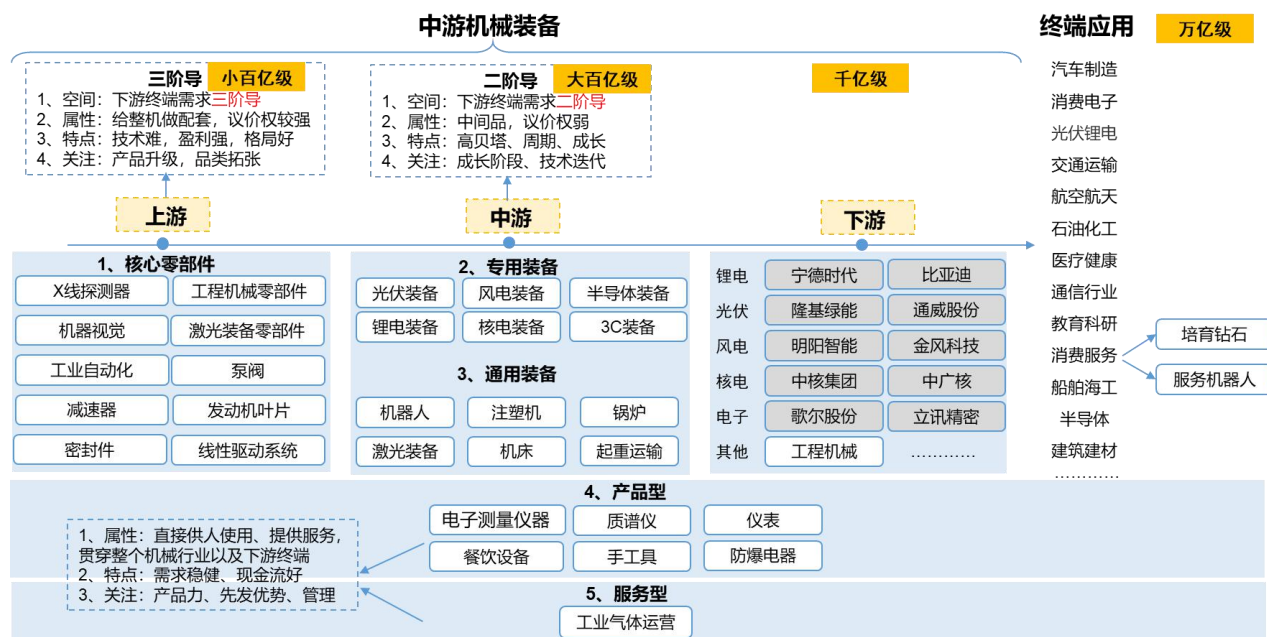 中游机械装备
终端应用
万亿级
三阶导
小百亿级
1、空间：下游终端需求三阶导
2、属性：给整机做配套，议价权较强
3、特点：技术难，盈利强，格局好
4、关注：产品升级，品类拓张
二阶导
大百亿级
1、空间：下游终端需求二阶导
2、属性：中间品，议价权弱
3、特点：高贝塔、周期、成长
4、关注：成长阶段、技术迭代
千亿级
上游
中游
下游
1、核心零部件
X线探测器
工程机械零部件
机器视觉
激光装备零部件
工业自动化
泵阀
减速器
发动机叶片
密封件
线性驱动系统
2、专用装备
光伏装备
风电装备
半导体装备
锂电装备
核电装备
3C装备
3、通用装备
机器人
注塑机
锅炉
激光装备
机床
起重运输
锂电
宁德时代
比亚迪
光伏
隆基绿能
通威股份
风电
明阳智能
金风科技
核电
中核集团
中广核
电子
歌尔股份
立讯精密
其他
工程机械
…………
汽车制造
消费电子
光伏锂电
交通运输
航空航天
石油化工
医疗健康
通信行业
教育科研
消费服务
船舶海工
半导体
建筑建材
…………
培育钻石
服务机器人
4、产品型
电子测量仪器
质谱仪
仪表
餐饮设备
手工具
防爆电器
1、属性：直接供人使用、提供服务，
贯穿整个机械行业以及下游终端
2、特点：需求稳健、现金流好
3、关注：产品力、先发优势、管理
5、服务型
工业气体运营